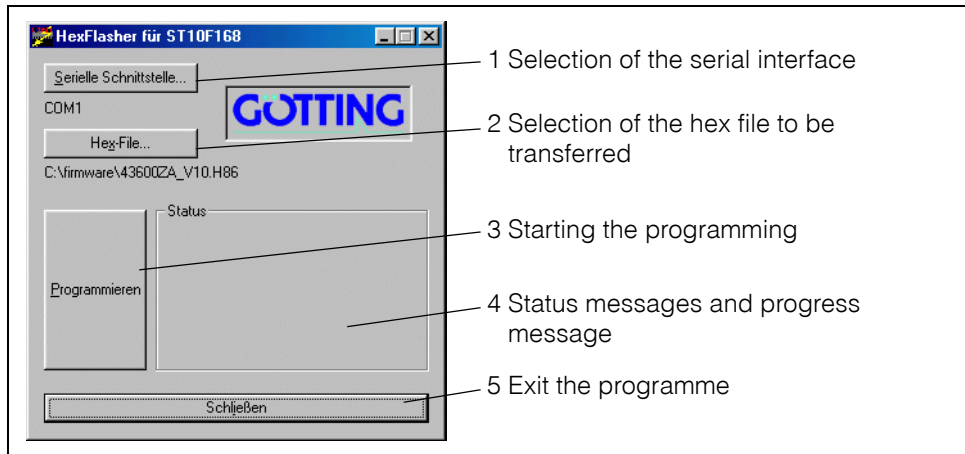 HexFlasher für ST10F168
Serielle Schnittstelle...
COM1
GÖTTING
Hex-File...
C:\firmware\43600ZA_V10.H86
Status
Programmieren
Schließen
1 Selection of the serial interface
2 Selection of the hex file to be
transferred
3 Starting the programming
4 Status messages and progress
message
5 Exit the programme